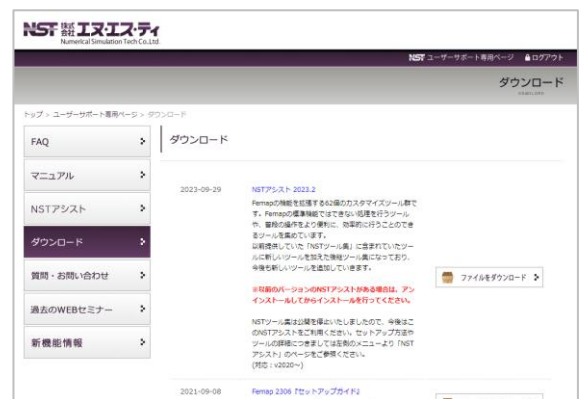 NST 株式会社 エヌ・エス・ティ
Numerical Simulation Tech Co.,Ltd.
NST ユーザーサポート専用ページ ログアウト
ダウンロード
トップ > ユーザーサポート専用ページ > ダウンロード
FAQ
マニュアル
NSTアシスト
ダウンロード
質問・お問い合わせ
過去のWEBセミナー
新機能情報
ダウンロード
2023-09-29
NSTアシスト 2023.2
Femapの機能を拡張する62個のカスタマイズツール群で
す。Femapの標準機能ではできない処理を行うツール
や、普段の操作をより便利に、効率的に行うことのでき
るツールを集めています。
以前提供していた「NSTツール集」に含まれていたツー
ルに新しいツールを加えた後継ツール集になっており、
今後も新しいツールを追加していきます。
※以前のバージョンのNSTアシストがある場合は、アン
インストールしてからインストールを行ってください。
NSTツール集は公開を停止いたしましたので、今後はこ
のNSTアシストをご利用ください。セットアップ方法や
ツールの詳細につきましては左側のメニューより「NST
アシスト」のページをご参照ください。
(対応：v2020～)
ファイルをダウンロード
2021-09-08
Femap 2306『セットアップガイド』